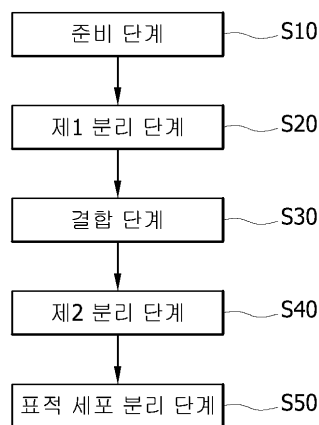 준비 단계 S10
제1 분리 단계 S20
결합 단계 S30
제2 분리 단계 S40
표적 세포 분리 단계 S50